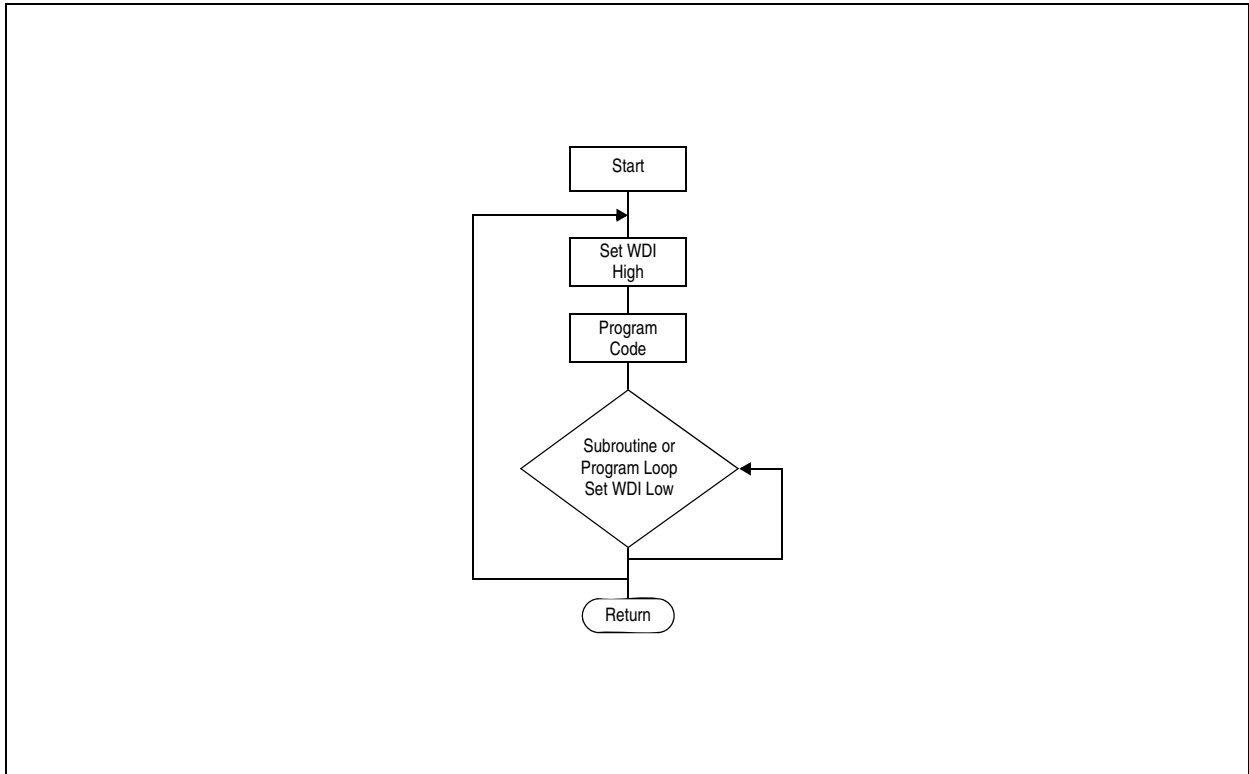 Start
Set WDI
High
Program
Code
Subroutine or
Program Loop
Set WDI Low
Return